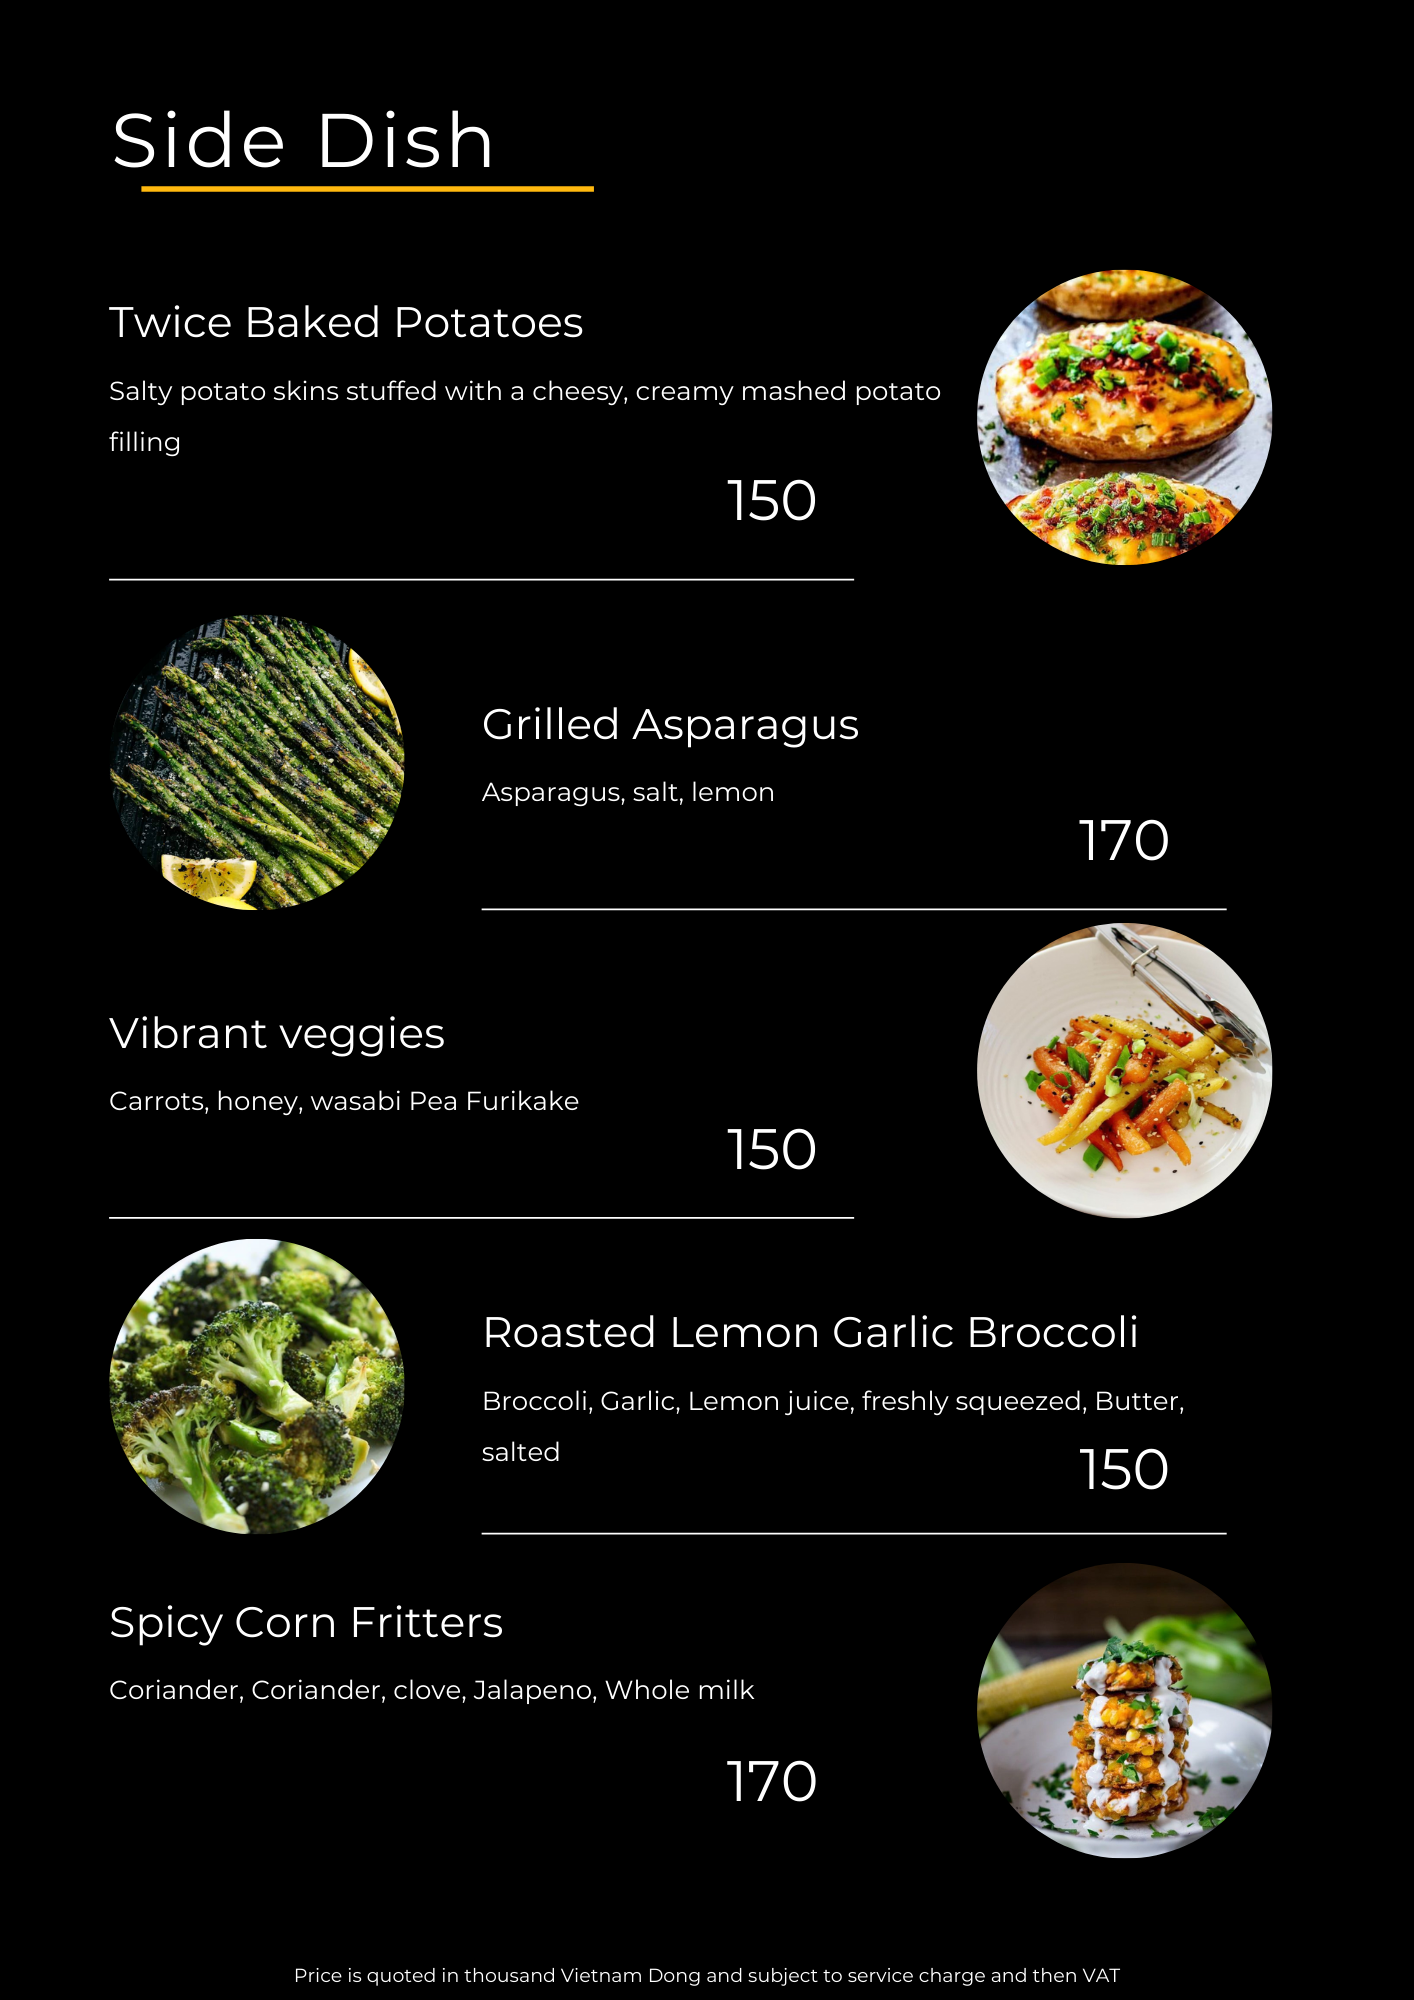 Side Dish
Twice Baked Potatoes
Salty potato skins stuffed with a cheesy, creamy mashed potato
filling
150
Grilled Asparagus
Asparagus, salt, lemon
170
Vibrant veggies
Carrots, honey, wasabi Pea Furikake
150
Roasted Lemon Garlic Broccoli
Broccoli, Garlic, Lemon juice, freshly squeezed, Butter,
salted
150
Spicy Corn Fritters
Coriander, Coriander, clove, Jalapeno, Whole milk
170
Price is quoted in thousand Vietnam Dong and subject to service charge and then VAT